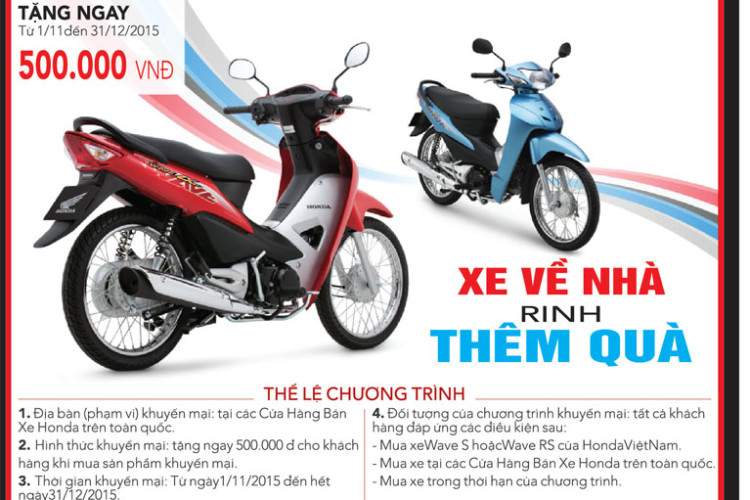 TẶNG NGAY
Từ 1/11đến 31/12/2015
500.000 VNĐ
HONDA
HONDA
XE VỀ NHÀ
RINH
THÊM QUÀ
THỂ LỆ CHƯƠNG TRÌNH
1. Địa bàn (phạm vi) khuyến mại: tại các Cửa Hàng Bán
Xe Honda trên toàn quốc.
2. Hình thức khuyến mại: tặng ngay 500.000 đ cho khách
hàng khi mua sản phẩm khuyến mại.
3. Thời gian khuyến mại: Từ ngày1/11/2015 đến hết
ngày31/12/2015.
4. Đối tượng của chương trình khuyến mại: tất cả khách
hàng đáp ứng các điều kiện sau:
- Mua xeWave S hoặcWave RS của HondaViệtNam.
- Mua xe tại các Cửa Hàng Bán Xe Honda trên toàn quốc.
- Mua xe trong thời hạn của chương trình.